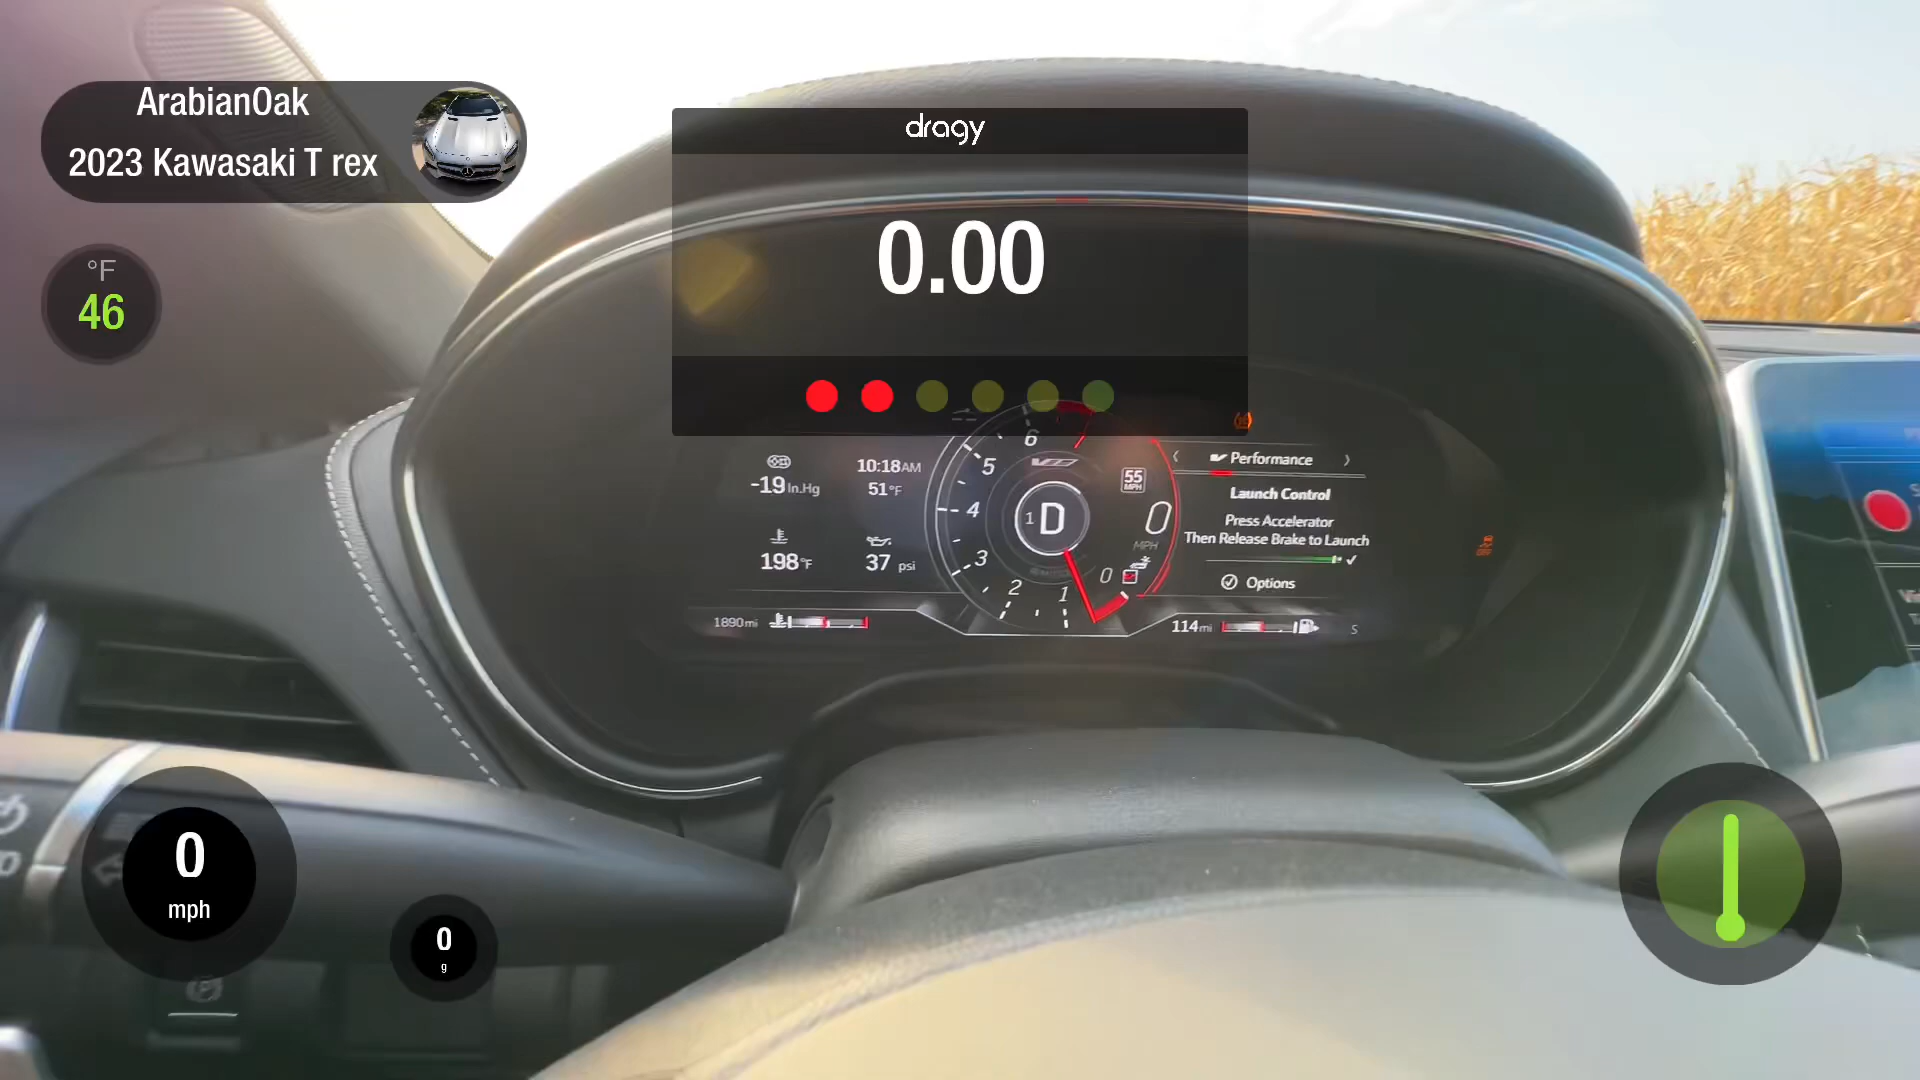 ArabianOak
2023 Kawasaki T rex
°F
46
dragy
0.00
-19 In.Hg
10:18AM
51°F
198°F
37 psi
1890mi
6
5
4
3
2
1
0
1 D
55
MPH
0
MPH
Performance
Launch Control
Press Accelerator
Then Release Brake to Launch
Options
114mi
S
0
mph
0
g